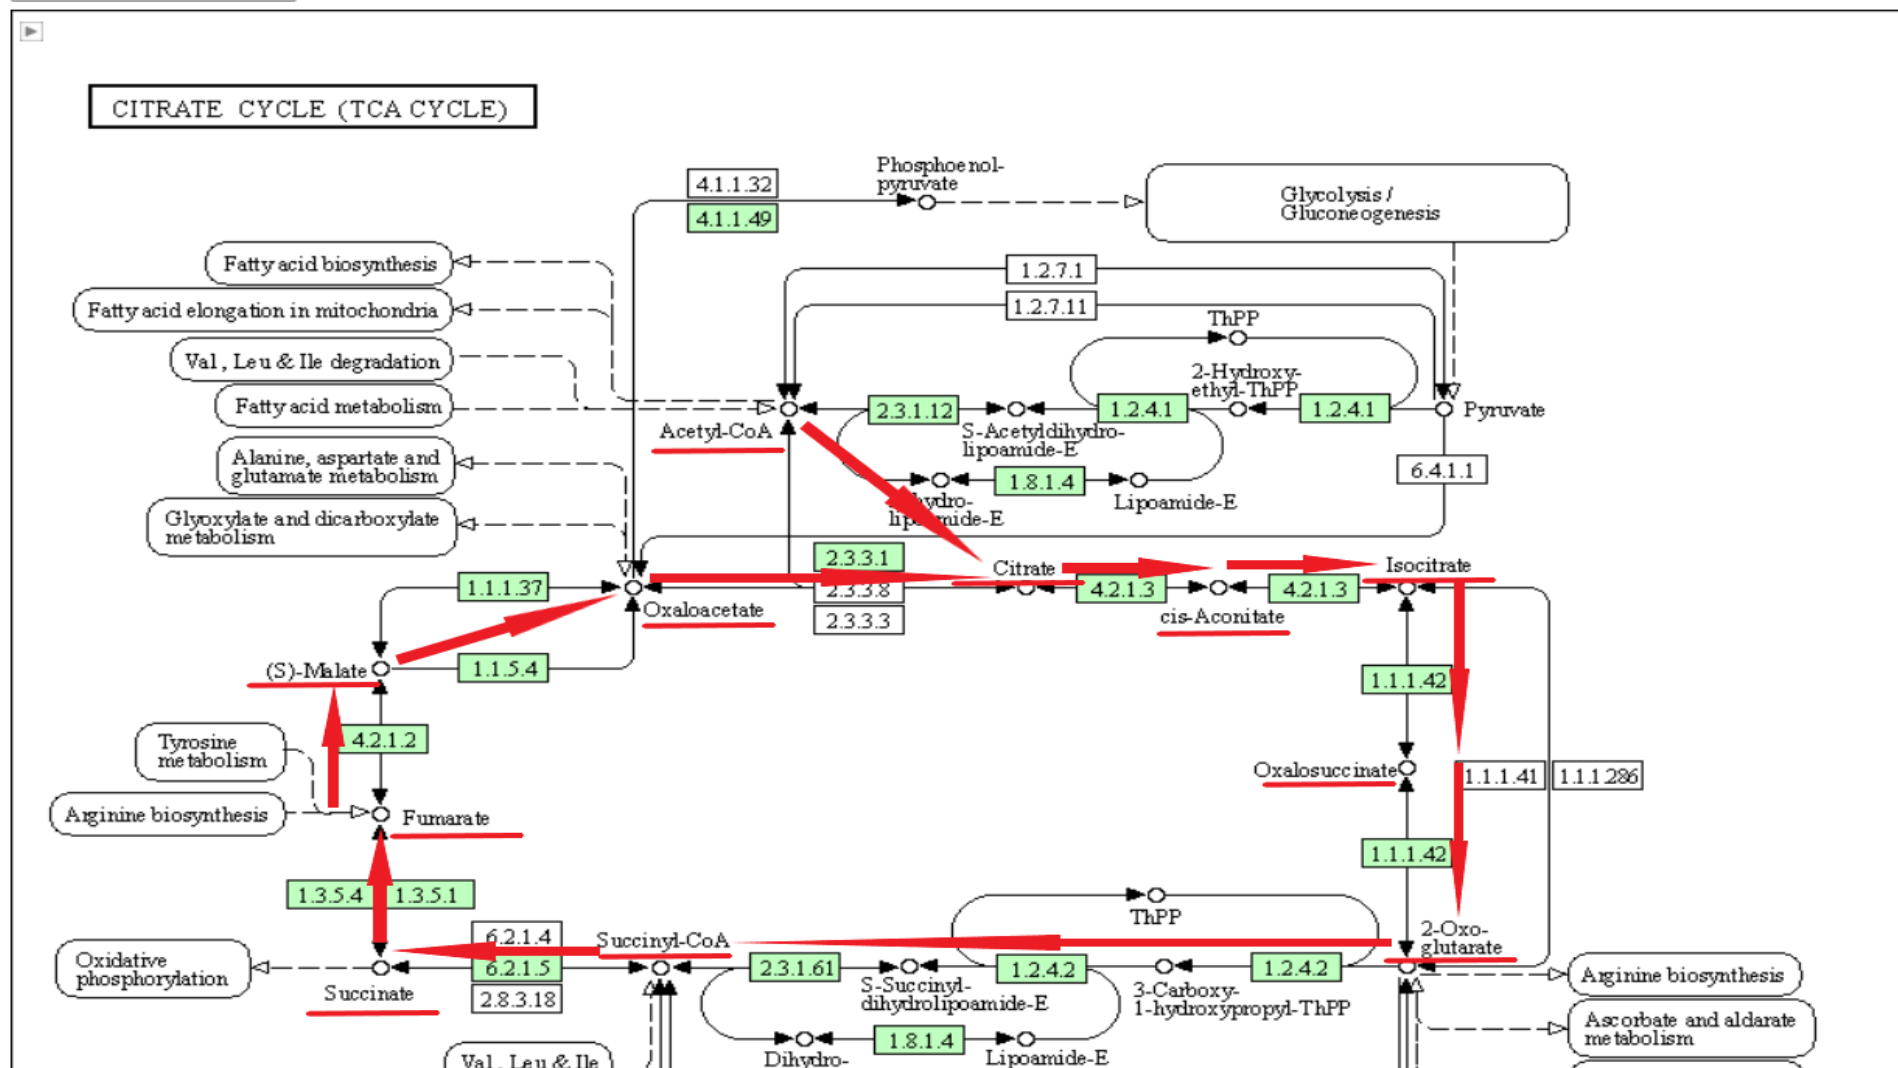 CITRATE CYCLE (TCA CYCLE)
Phosphoenol-
pyruvate
4.1.1.32
4.1.1.49
Glycolysis /
Gluconeogenesis
Fatty acid biosynthesis
Fatty acid elongation in mitochondria
Val, Leu & Ile degradation
Fatty acid metabolism
Alanine, aspartate and
glutamate metabolism
Glyoxylate and dicarboxylate
metabolism
1.2.7.1
1.2.7.11
ThPP
2-Hydroxy-
ethyl-ThPP
2.3.1.12
1.2.4.1
1.2.4.1
Pyruvate
Acetyl-CoA
S-Acetyldihydro-
lipoamide-E
6.4.1.1
1.8.1.4
Lipoamide-E
2.3.3.1
2.3.3.8
2.3.3.3
Citrate
Isocitrate
1.1.1.37
Oxaloacetate
4.2.1.3
4.2.1.3
cis-Aconitate
(S)-Malate
1.1.5.4
1.1.1.42
4.2.1.2
Tyrosine
metabolism
Oxalosuccinate
1.1.1.41
1.1.1.286
Arginine biosynthesis
Fumarate
1.1.1.42
1.3.5.4
1.3.5.1
ThPP
6.2.1.4
Succinyl-CoA
2-Oxo-
glutarate
Oxidative
phosphorylation
6.2.1.5
2.3.1.61
1.2.4.2
1.2.4.2
Succinate
2.8.3.18
S-Succinyl-
dihydrolipoamide-E
3-Carboxy-
1-hydroxypropyl-ThPP
Arginine biosynthesis
Ascorbate and aldarate
metabolism
1.8.1.4
Val, Leu & Ile
Dihydro-
Lipoamide-E